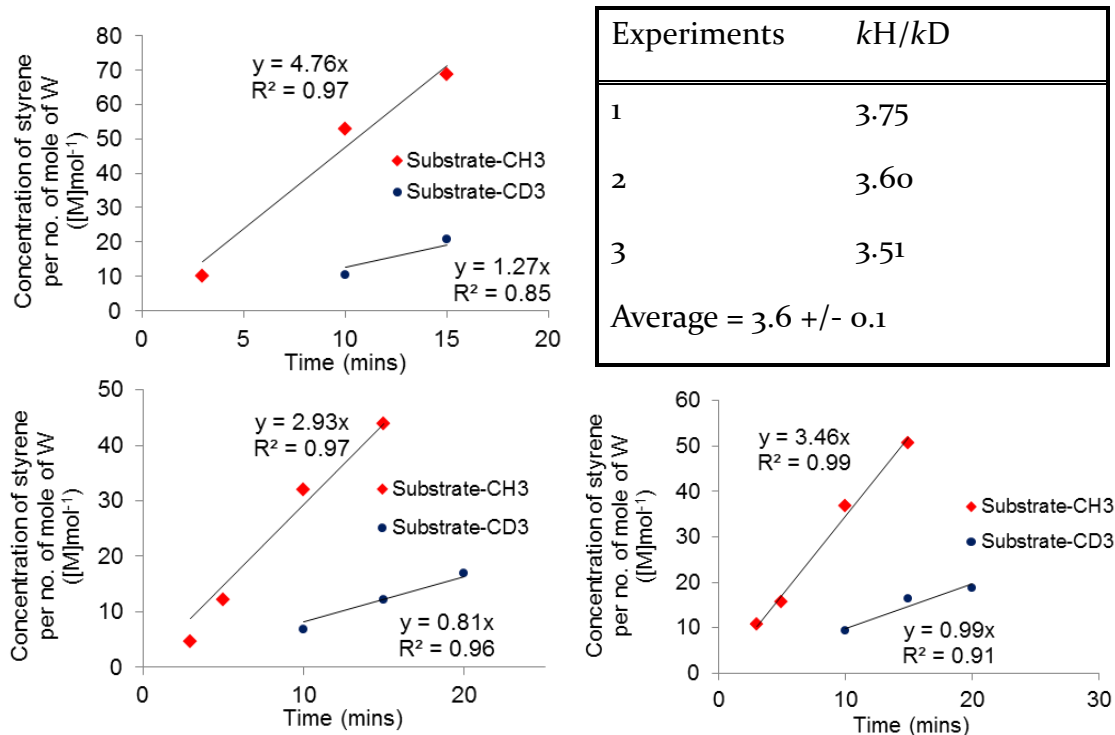 Concentration of styrene
per no. of mole of W
([M]mol⁻¹)
80
70
60
50
40
30
20
10
0
y = 4.76x
R² = 0.97
Substrate-CH3
Substrate-CD3
y = 1.27x
R² = 0.85
0 5 10 15 20
Time (mins)
Experiments kH/kD
1 3.75
2 3.60
3 3.51
Average = 3.6 +/- 0.1
Concentration of styrene
per no. of mole of W
([M]mol⁻¹)
50
40
30
20
10
0
y = 2.93x
R² = 0.97
Substrate-CH3
Substrate-CD3
y = 0.81x
R² = 0.96
0 10 20
Time (mins)
Concentration of styrene
per no. of mole of W
([M]mol⁻¹)
60
50
40
30
20
10
0
y = 3.46x
R² = 0.99
Substrate-CH3
Substrate-CD3
y = 0.99x
R² = 0.91
0 10 20 30
Time (mins)